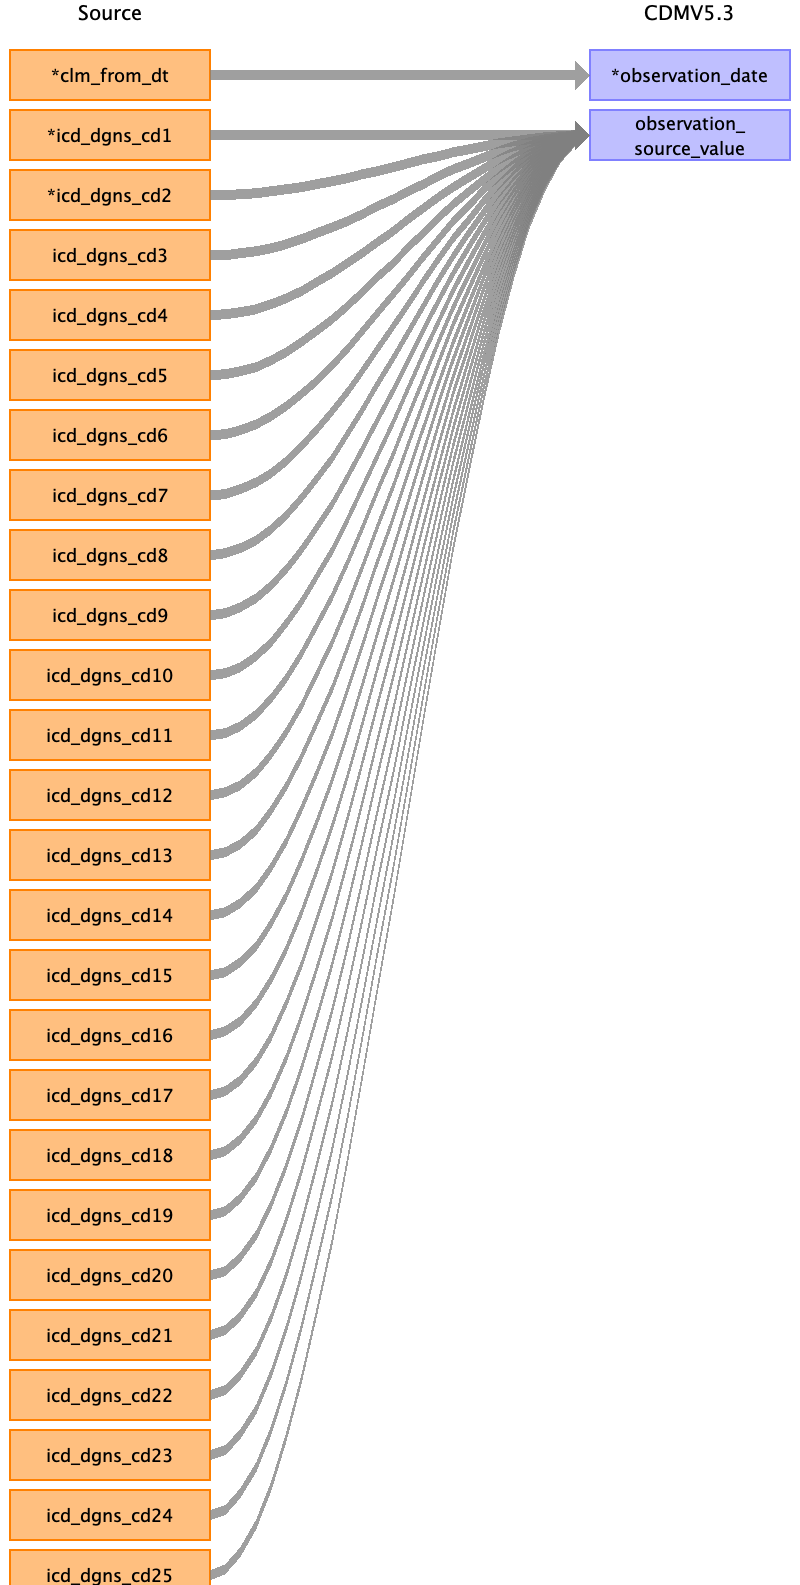 Source
CDMV5.3
*clm_from_dt
*observation_date
*icd_dgns_cd1
observation_
source_value
*icd_dgns_cd2
icd_dgns_cd3
icd_dgns_cd4
icd_dgns_cd5
icd_dgns_cd6
icd_dgns_cd7
icd_dgns_cd8
icd_dgns_cd9
icd_dgns_cd10
icd_dgns_cd11
icd_dgns_cd12
icd_dgns_cd13
icd_dgns_cd14
icd_dgns_cd15
icd_dgns_cd16
icd_dgns_cd17
icd_dgns_cd18
icd_dgns_cd19
icd_dgns_cd20
icd_dgns_cd21
icd_dgns_cd22
icd_dgns_cd23
icd_dgns_cd24
icd_dgns_cd25